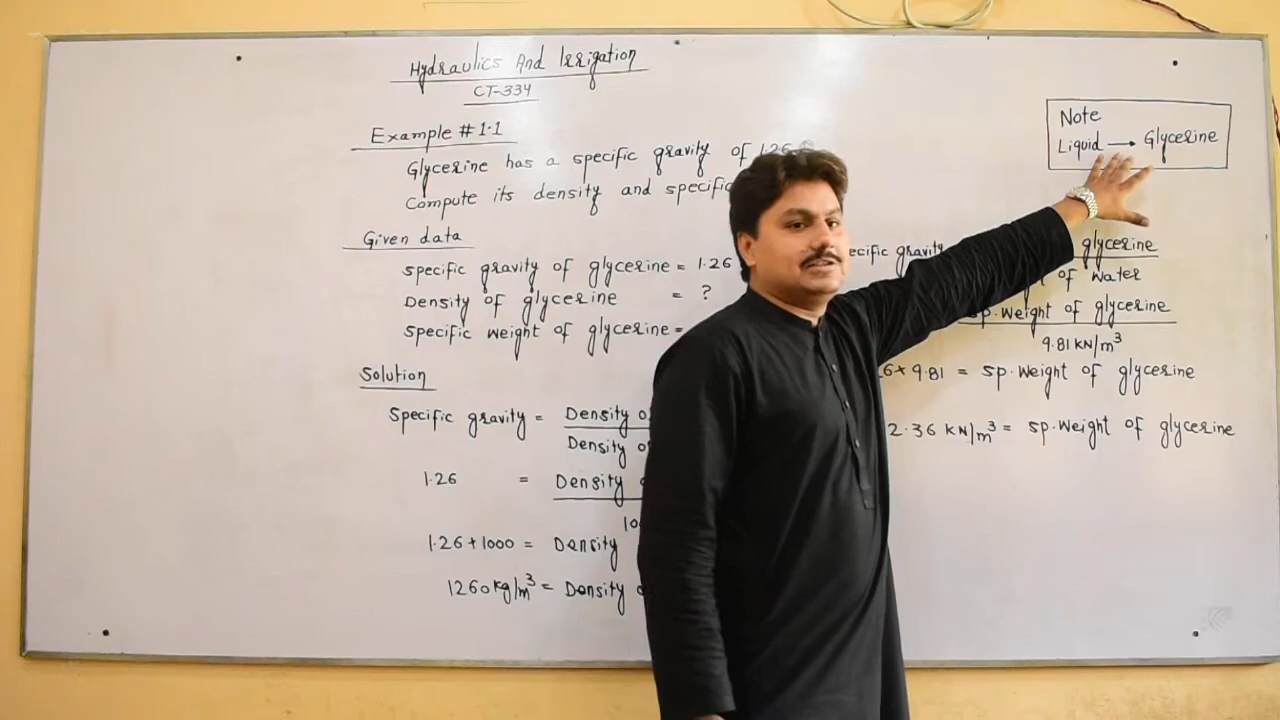 Hydraulics And Irrigation
CT-334
Example # 1.1
Glycerine has a specific gravity of 1.26
Compute its density and specific
Given data
specific gravity of glycerine = 1.26
Density of glycerine = ?
Specific weight of glycerine =
Solution
Specific gravity = Density
Density
1.26 = Density
1.26 + 1000 = Density
1260 kg/m³ = Density
Note
Liquid → Glycerine
gravity
glycerine
of water
sp. weight of glycerine
9.81 KN/m³
6 * 9.81 = sp. weight of glycerine
2.36 KN/m³ = sp. weight of glycerine